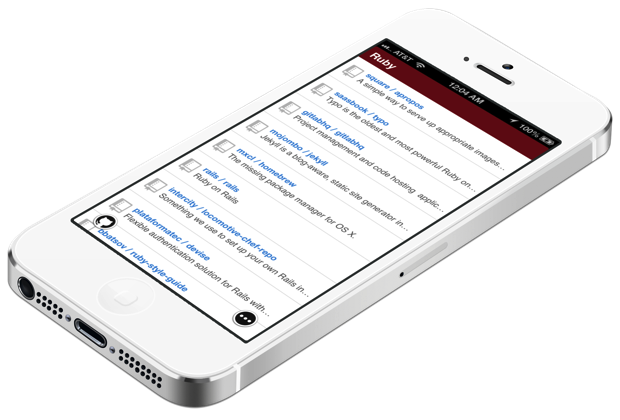 AT&T 12:04 AM 100%
Ruby
square / apropos
A simple way to serve up appropriate images...
saasbook / typo
Typo is the oldest and most powerful Ruby on...
gitlabhq / gitlabhq
Project management and code hosting applic...
mojombo / jekyll
Jekyll is a blog-aware, static site generator in...
mxcl / homebrew
The missing package manager for OS X.
rails / rails
Ruby on Rails
intercity / locomotive-chef-repo
Something we use to set up your own Rails in...
plataformatec / devise
Flexible authentication solution for Rails with...
obatsov / ruby-style-guide